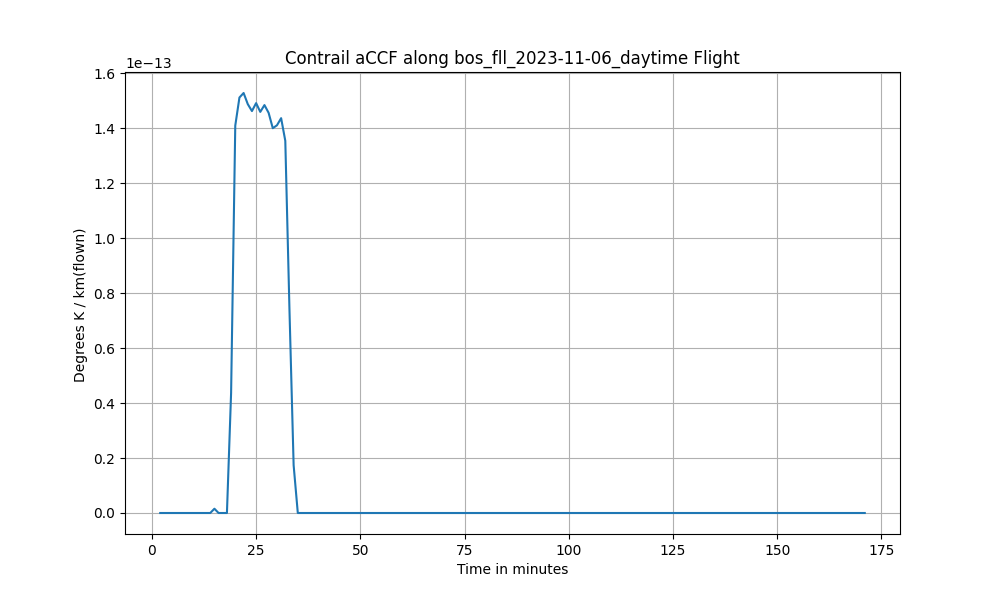 Contrail aCCF along bos_fll_2023-11-06_daytime Flight
1e−13
1.6
1.4
1.2
1.0
0.8
0.6
0.4
0.2
0.0
Degrees K / km(flown)
0 25 50 75 100 125 150 175
Time in minutes